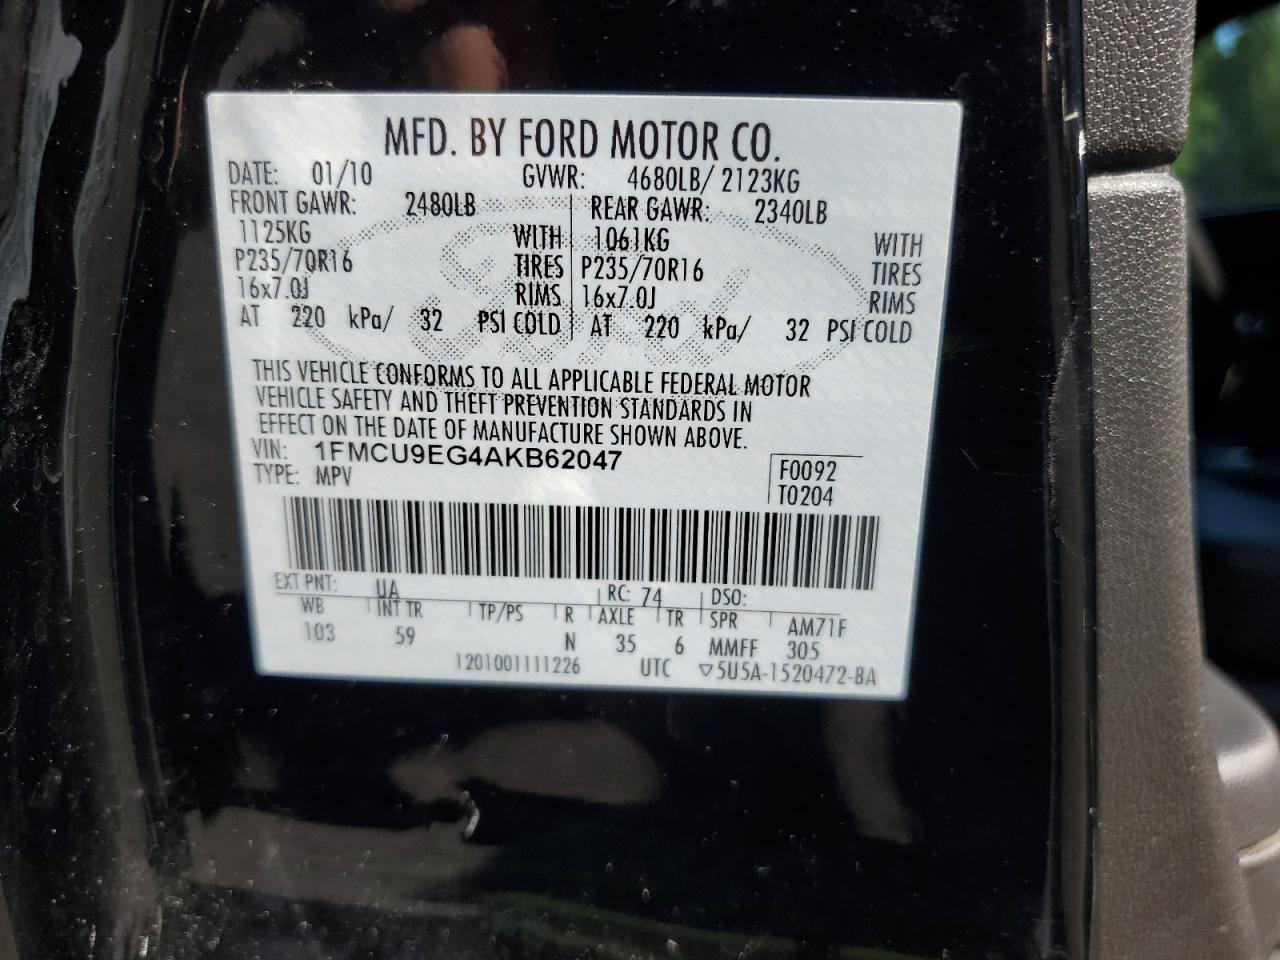 MFD. BY FORD MOTOR CO.
DATE: 01/10 GVWR: 4680LB/ 2123KG
FRONT GAWR: 2480LB REAR GAWR: 2340LB
1125KG WITH 1061KG WITH
P235/70R16 TIRES P235/70R16 TIRES
16x7.0J RIMS 16x7.0J RIMS
AT 220 kPa/ 32 PSI COLD AT 220 kPa/ 32 PSI COLD
THIS VEHICLE CONFORMS TO ALL APPLICABLE FEDERAL MOTOR
VEHICLE SAFETY AND THEFT PREVENTION STANDARDS IN
EFFECT ON THE DATE OF MANUFACTURE SHOWN ABOVE.
VIN: 1FMCU9EG4AKB62047
TYPE: MPV
F0092
T0204
EXT PNT: UA RC: 74 DSO:
WB INT TR TP/PS R AXLE TR SPR AM71F
103 59 N 35 6 MMFF 305
1201001111226 UTC ▽5U5A-1520472-BA